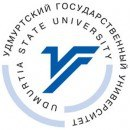 УДМУРТСКИЙ ГОСУДАРСТВЕННЫЙ УНИВЕРСИТЕТ
UDMURTIA STATE UNIVERSITY